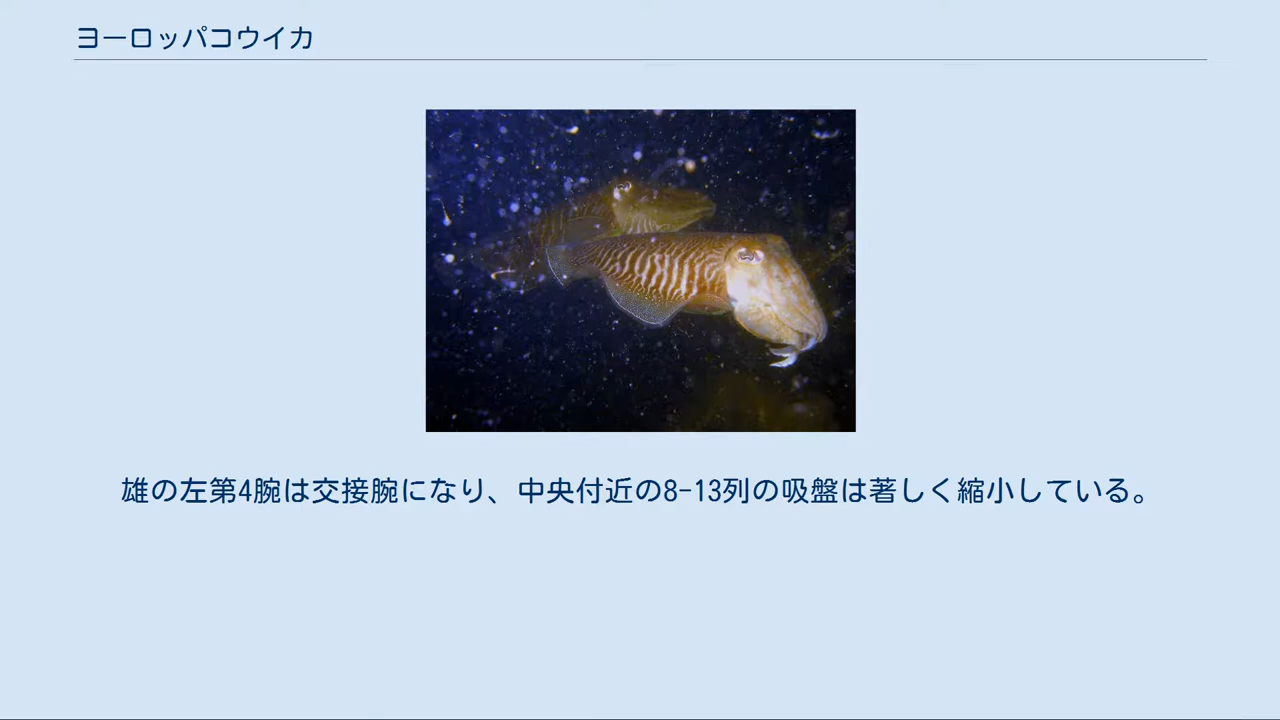 ヨーロッパコウイカ
雄の左第4腕は交接腕になり、中央付近の8-13列の吸盤は著しく縮小している。